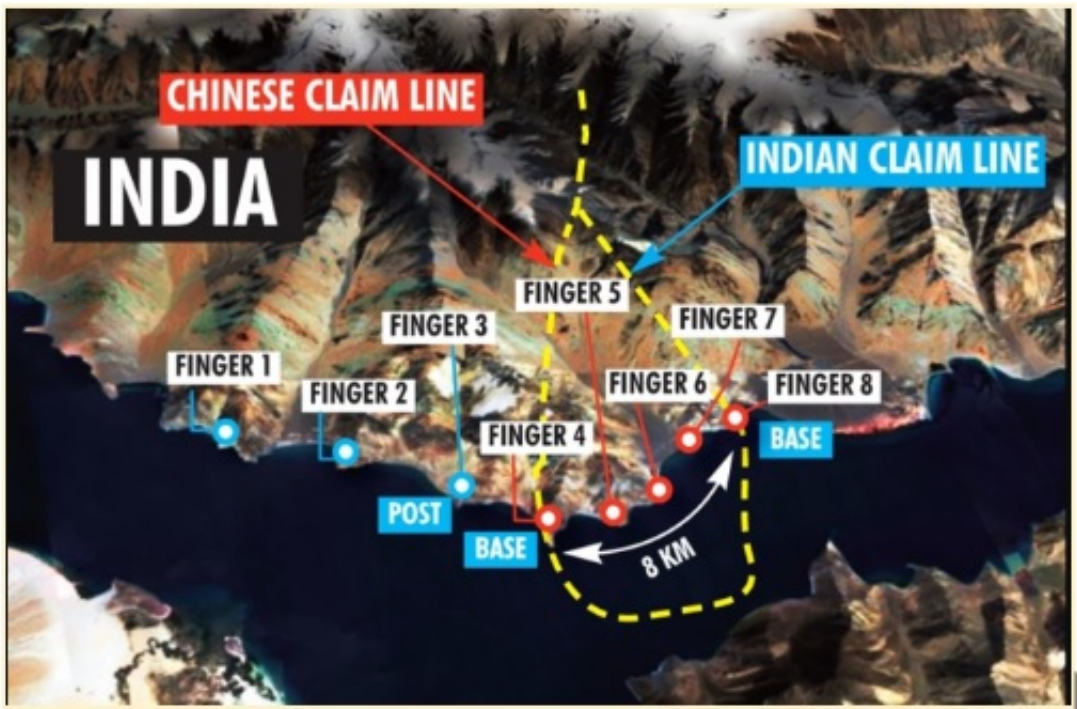 CHINESE CLAIM LINE
INDIAN CLAIM LINE
INDIA
FINGER 5
FINGER 3
FINGER 7
FINGER 1
FINGER 2
FINGER 6
FINGER 8
FINGER 4
BASE
POST
BASE
8 KM